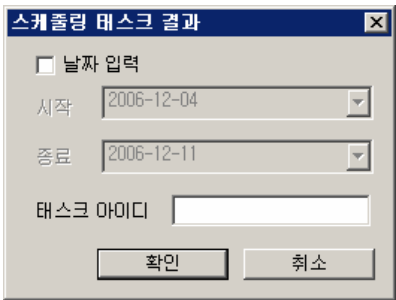 스케줄링 태스크 결과
날짜 입력
시작 2006-12-04
종료 2006-12-11
태스크 아이디
확인 취소